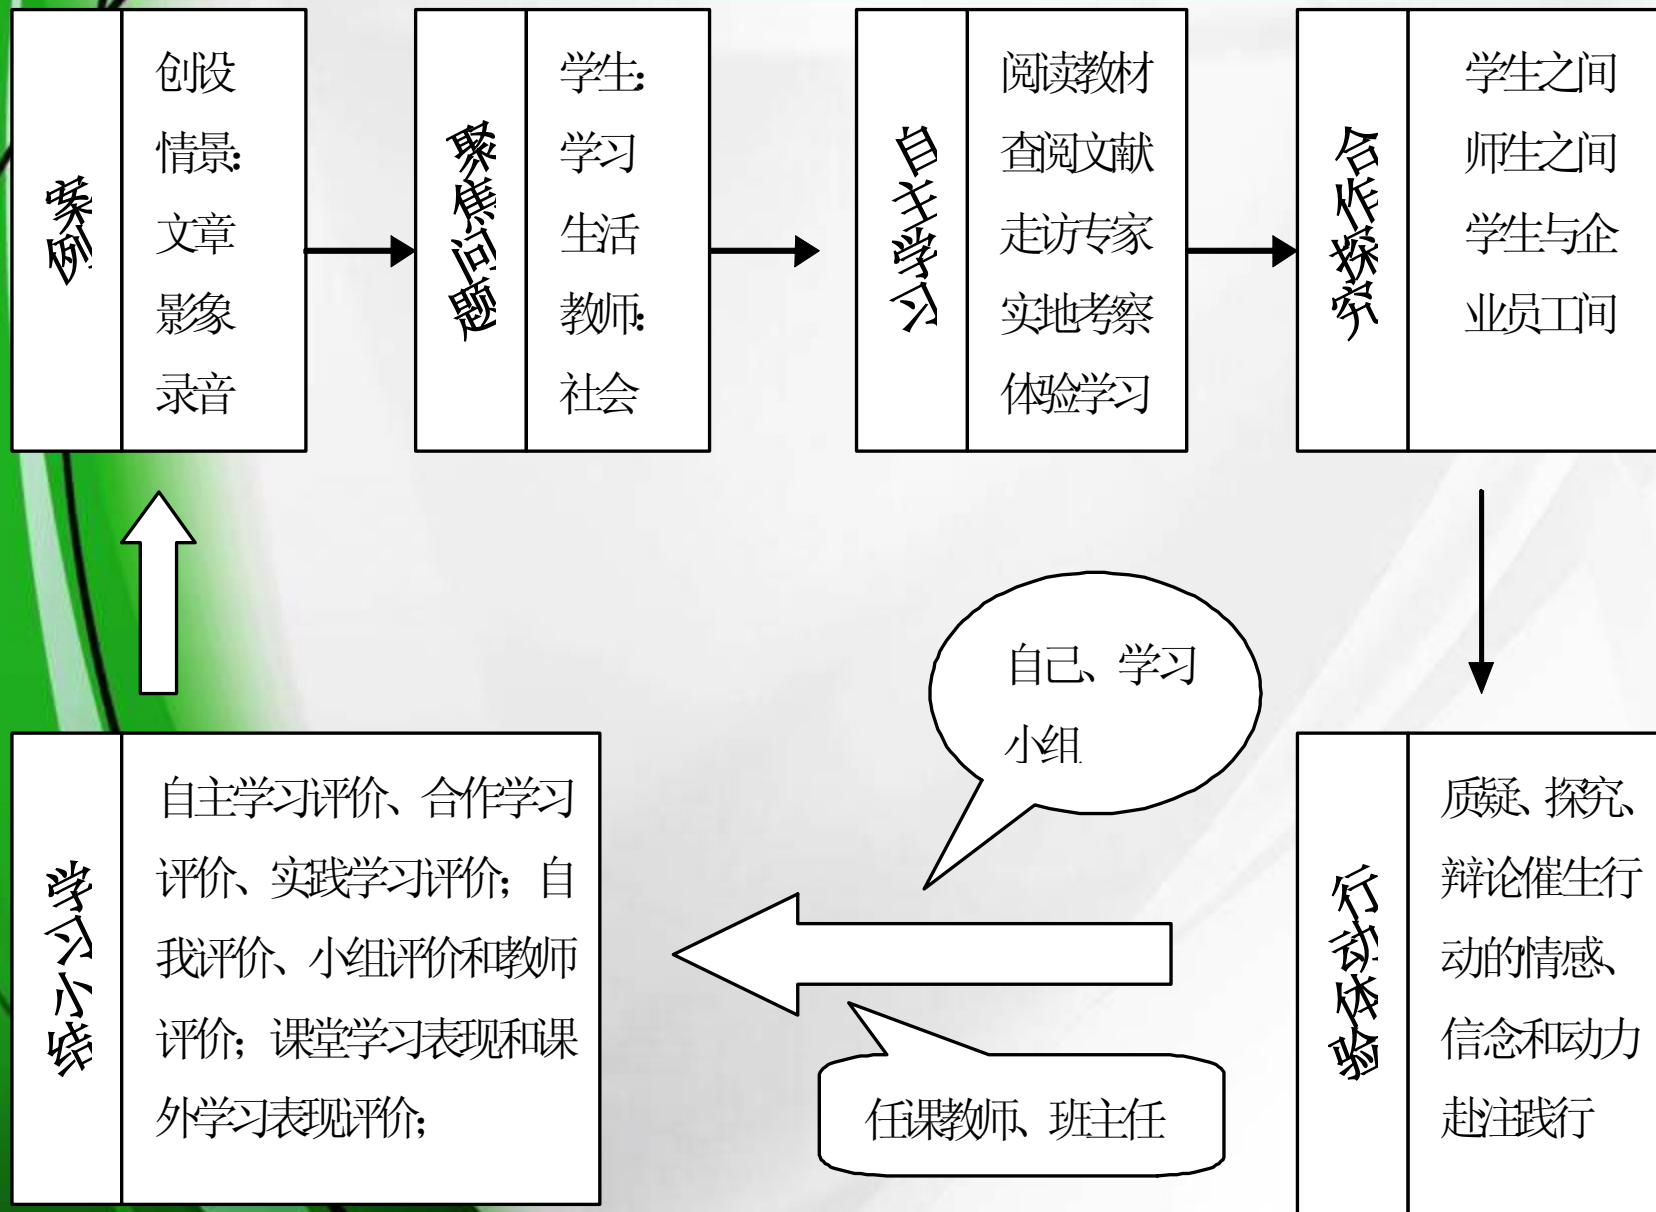 案例
创设
情景:
文章
影象
录音
聚焦问题
学生:
学习
生活
教师:
社会
自主学习
阅读教材
查阅文献
走访专家
实地考察
体验学习
合作探究
学生之间
师生之间
学生与企
业员工间
自己、学习
小组
学习小结
自主学习评价、合作学习
评价、实践学习评价；自
我评价、小组评价和教师
评价；课堂学习表现和课
外学习表现评价；
任课教师、班主任
行动体验
质疑、探究、
辩论催生行
动的情感、
信念和动力
赴注践行